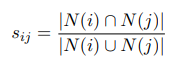 s_{ij} = \frac{|N(i) \cap N(j)|}{|N(i) \cup N(j)|}